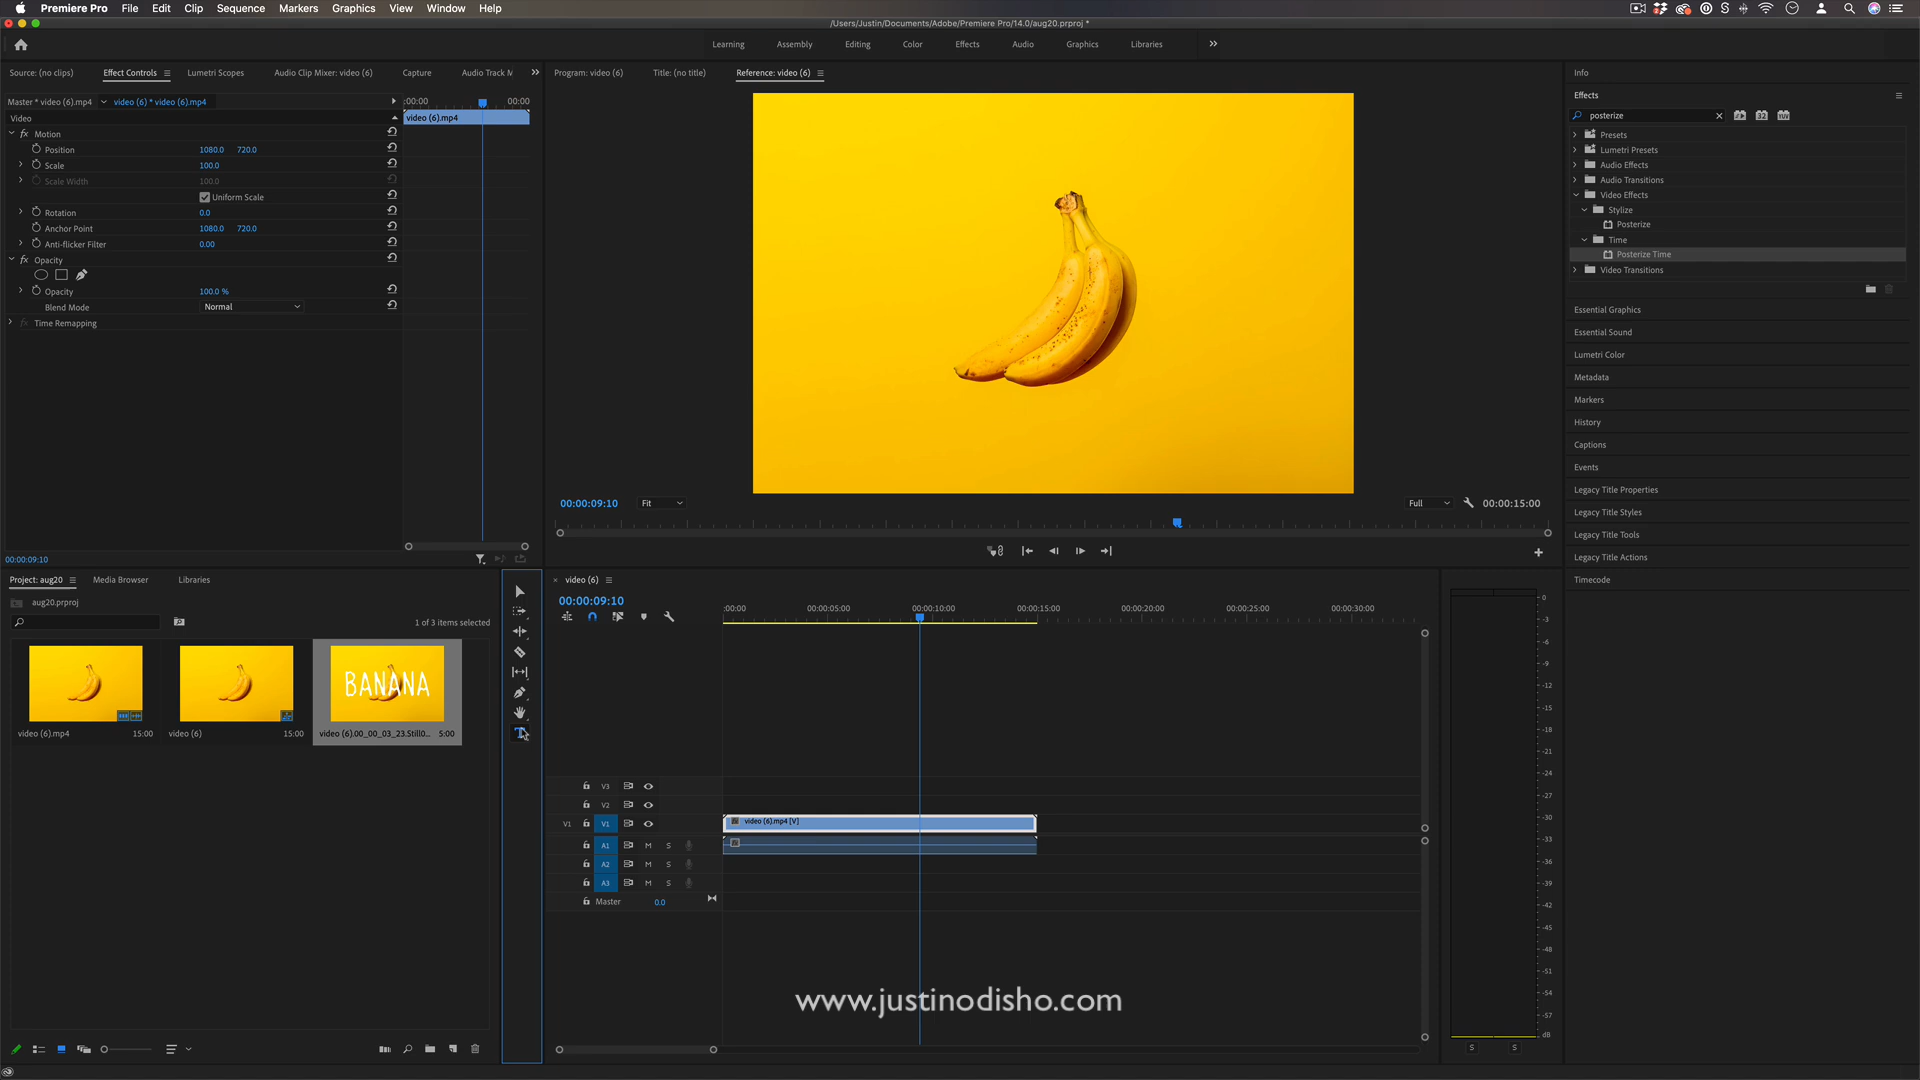 Premiere Pro File Edit Clip Sequence Markers Graphics View Window Help
/Users/Justin/Documents/Adobe/Premiere Pro/14.0/aug20.prproj *
Learning Assembly Editing Color Effects Audio Graphics Libraries
Source: (no clips) Effect Controls Lumetri Scopes Audio Clip Mixer: video (6) Capture Audio Track M
Master * video (6).mp4 video (6) * video (6).mp4 :00:00 00:00
Video video (6).mp4
fx Motion
Position 1080.0 720.0
Scale 100.0
Scale Width 100.0
Uniform Scale
Rotation 0.0
Anchor Point 1080.0 720.0
Anti-flicker Filter 0.00
fx Opacity
Opacity 100.0 %
Blend Mode Normal
fx Time Remapping
00:00:09:10
Program: video (6) Title: (no title) Reference: video (6)
00:00:09:10 Fit Full 00:00:15:00
Info
Effects
posterize
Presets
Lumetri Presets
Audio Effects
Audio Transitions
Video Effects
Stylize
Posterize
Time
Posterize Time
Video Transitions
Essential Graphics
Essential Sound
Lumetri Color
Metadata
Markers
History
Captions
Events
Legacy Title Properties
Legacy Title Styles
Legacy Title Tools
Legacy Title Actions
Timecode
Project: aug20 Media Browser Libraries
aug20.prproj
1 of 3 items selected
BANANA
video (6).mp4 15:00 video (6) 15:00 video (6).00_00_03_23.Still0... 5:00
video (6)
00:00:09:10
:00:00 00:00:05:00 00:00:10:00 00:00:15:00 00:00:20:00 00:00:25:00 00:00:30:00
V3
V2
V1 V1 video (6).mp4 [V]
A1 M S
A2 M S
A3 M S
Master 0.0
0
-3
-6
-9
-12
-15
-18
-21
-24
-27
-30
-33
-36
-39
-42
-45
-48
-51
-54
-57
dB
S S
www.justinodisho.com